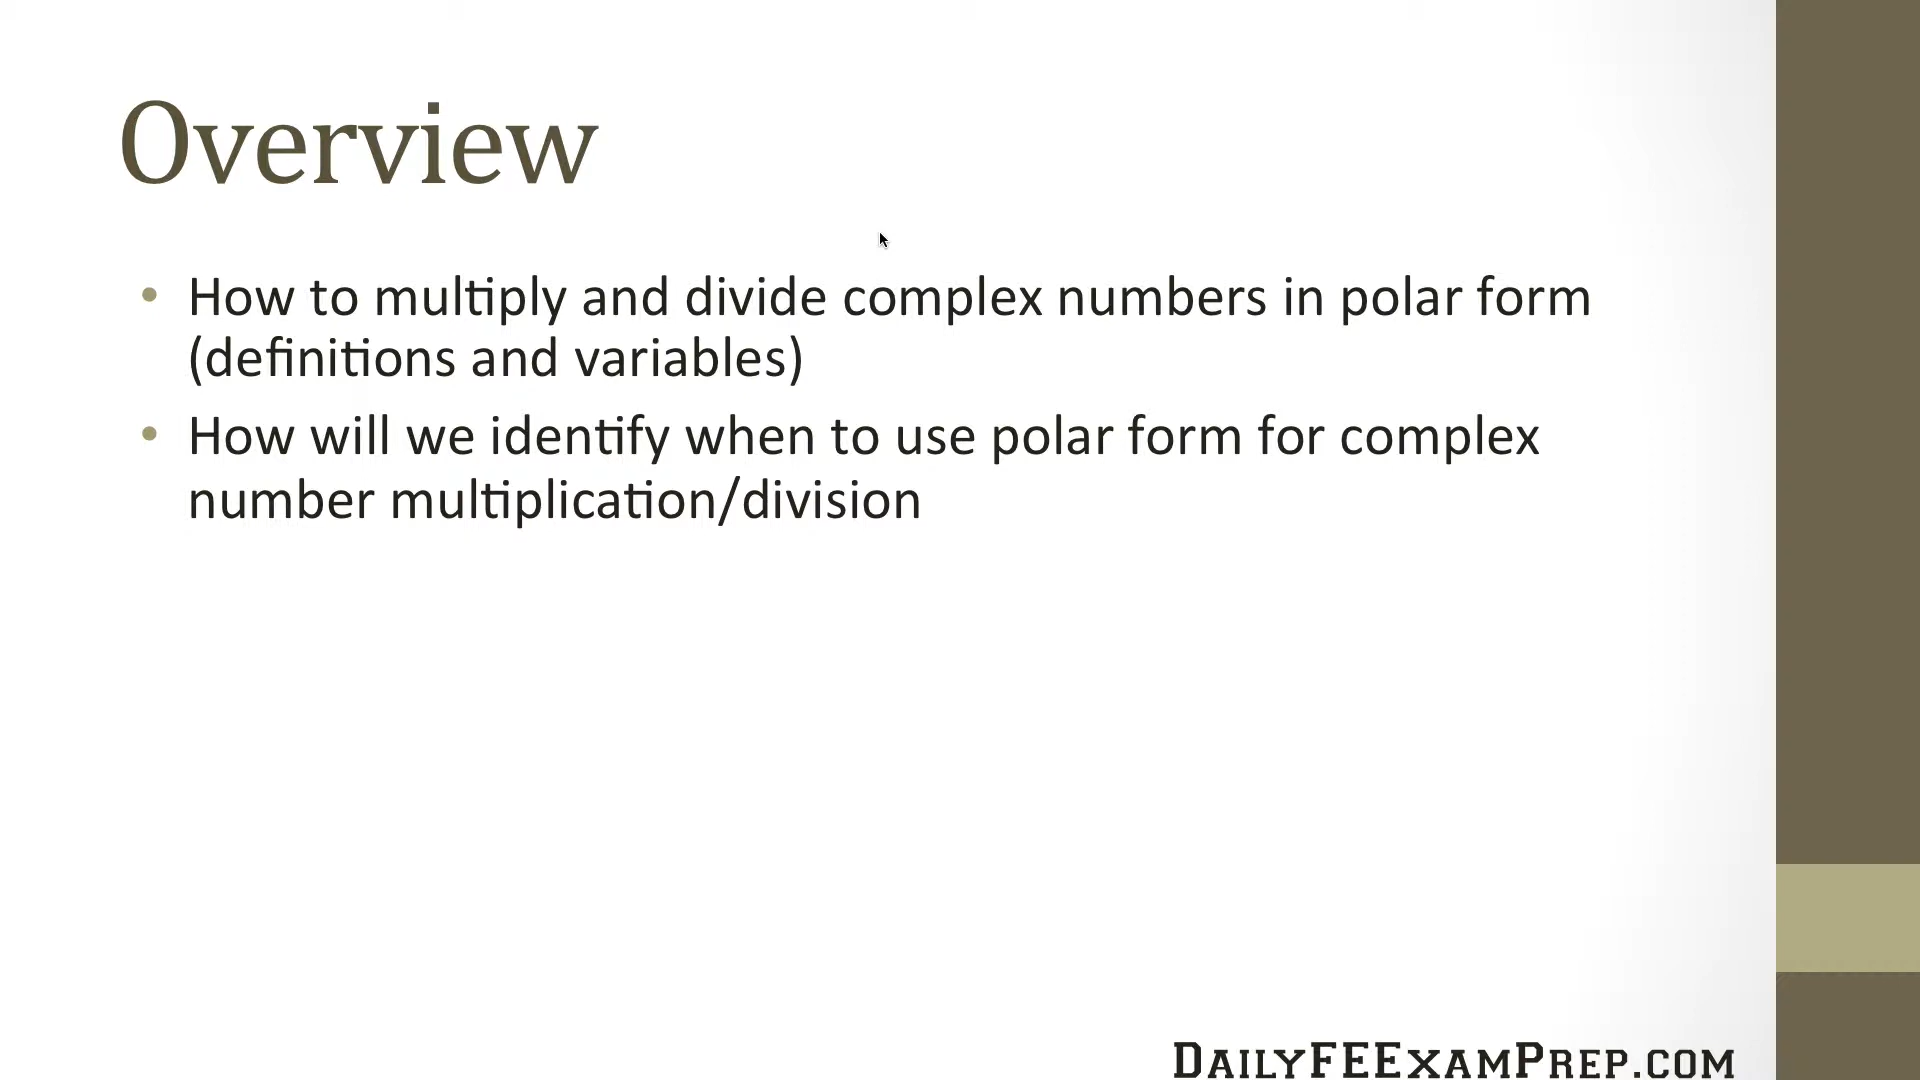 Overview
• How to multiply and divide complex numbers in polar form
(definitions and variables)
• How will we identify when to use polar form for complex
number multiplication/division
DailyFEExamPrep.com